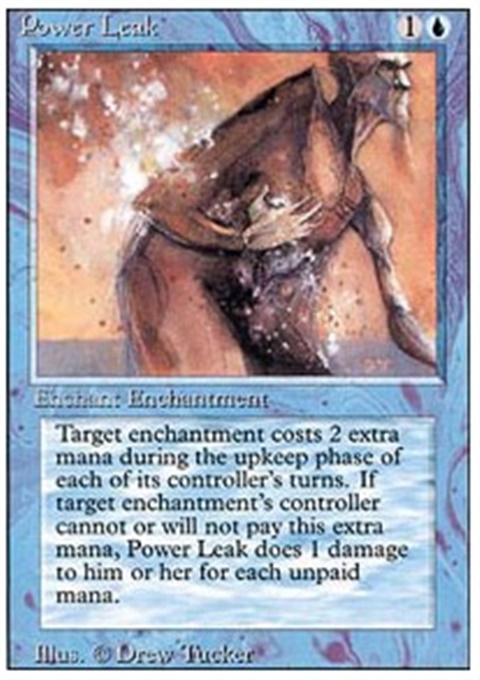 Power Leak 1
Enchant Enchantment
Target enchantment costs 2 extra
mana during the upkeep phase of
each of its controller's turns. If
target enchantment's controller
cannot or will not pay this extra
mana, Power Leak does 1 damage
to him or her for each unpaid
mana.
Illus. © Drew Tucker